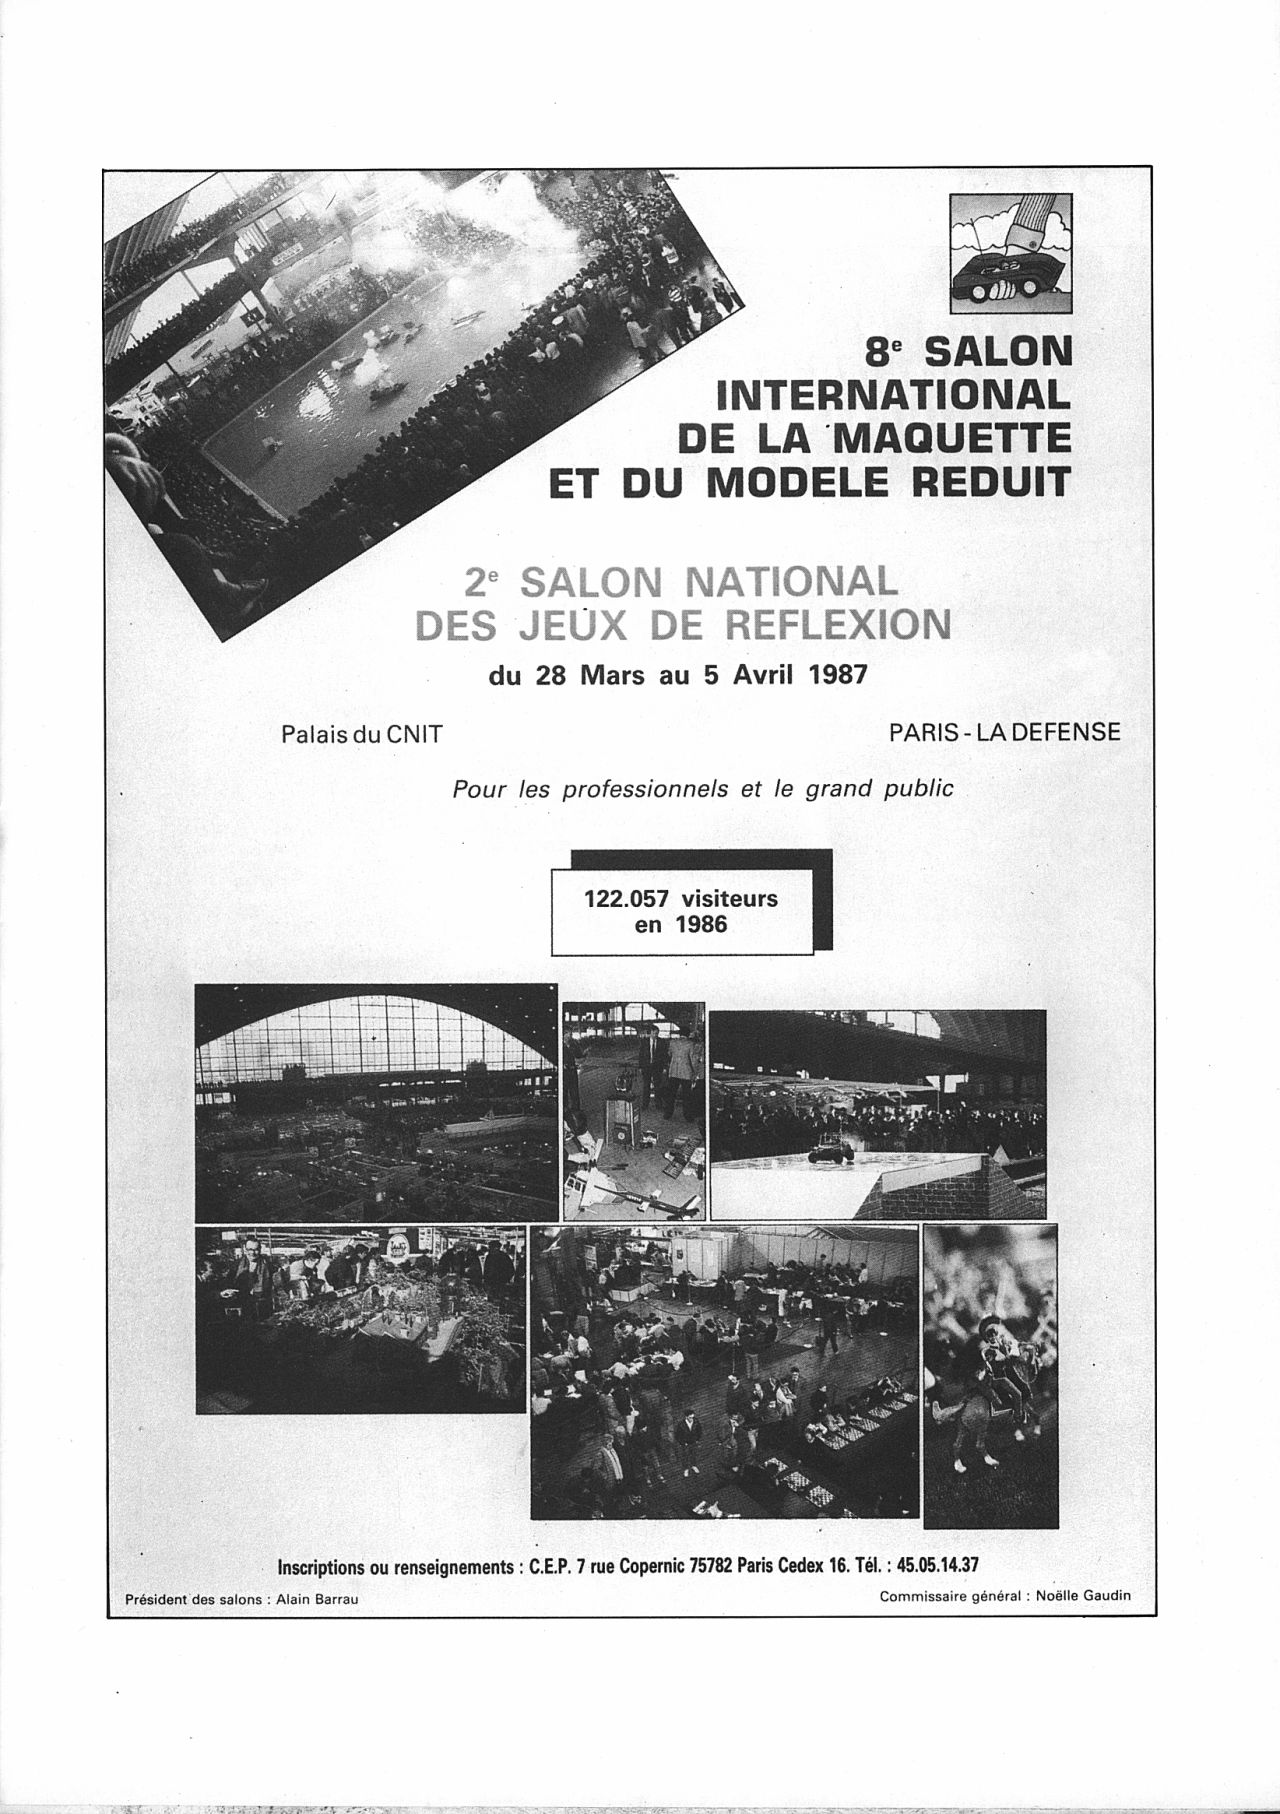 8e SALON
INTERNATIONAL
DE LA MAQUETTE
ET DU MODELE REDUIT
2e SALON NATIONAL
DES JEUX DE REFLEXION
du 28 Mars au 5 Avril 1987
Palais du CNIT
PARIS - LA DEFENSE
Pour les professionnels et le grand public
122.057 visiteurs
en 1986
Inscriptions ou renseignements : C.E.P. 7 rue Copernic 75782 Paris Cedex 16. Tél. : 45.05.14.37
Président des salons : Alain Barrau
Commissaire général : Noëlle Gaudin